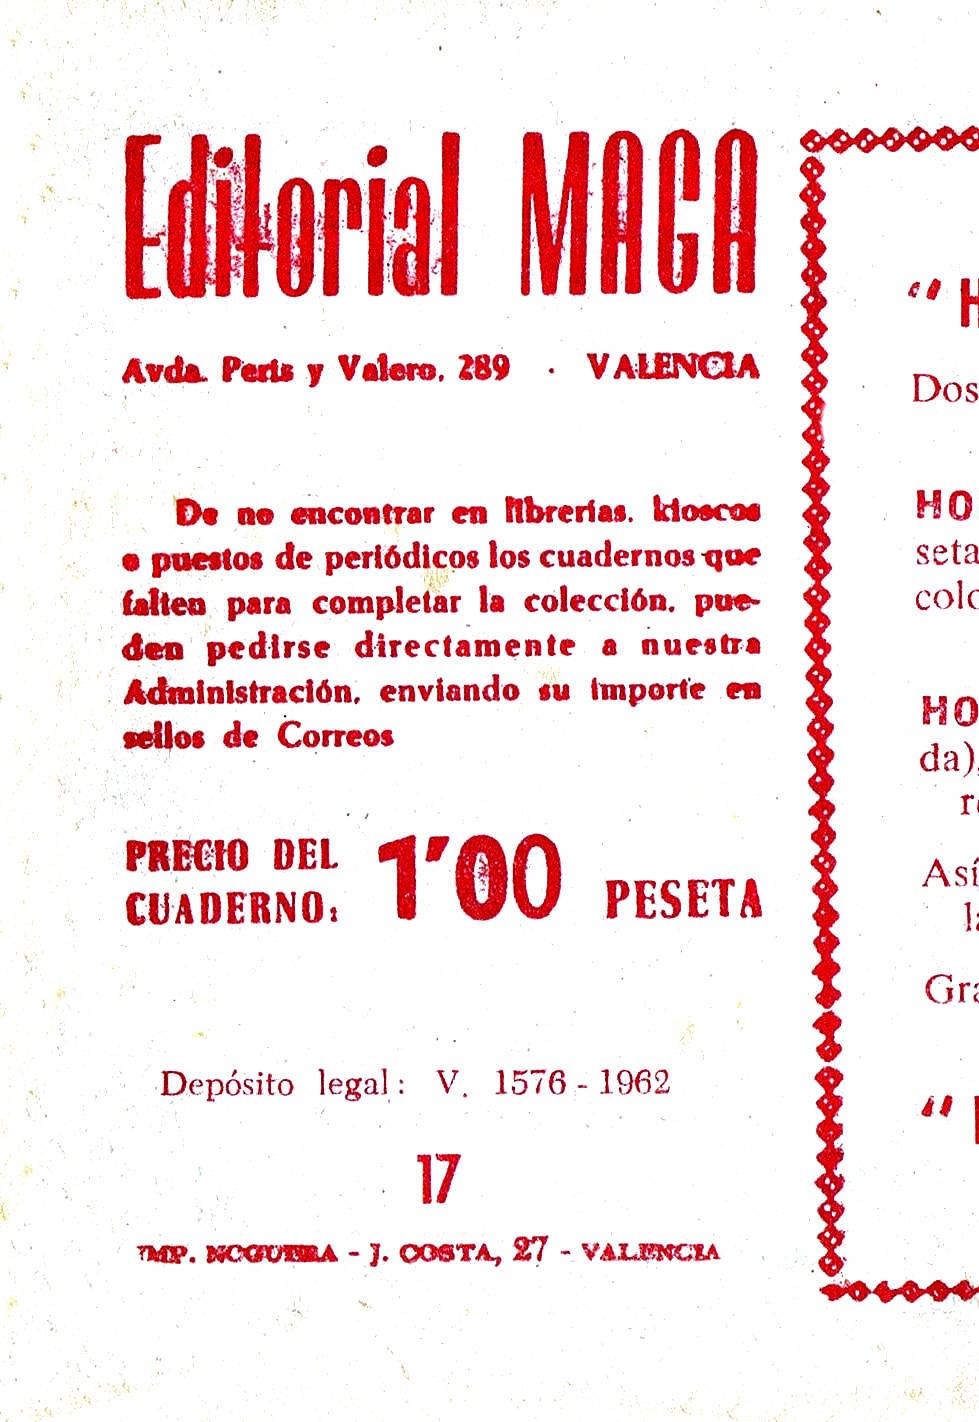 Editorial MAGA
Avda. Peris y Valero, 289 · VALENCIA
De no encontrar en librerías, kioscos
o puestos de periódicos los cuadernos que
falten para completar la colección, pue-
den pedirse directamente a nuestra
Administración, enviando su importe en
sellos de Correos
PRECIO DEL
CUADERNO: 1'00 PESETA
Depósito legal: V. 1576 - 1962
17
IMP. NOGUERA - J. COSTA, 27 - VALENCIA
"H
Dos
HO
seta
colo
HO
da),
re
Así
la
Gra
"